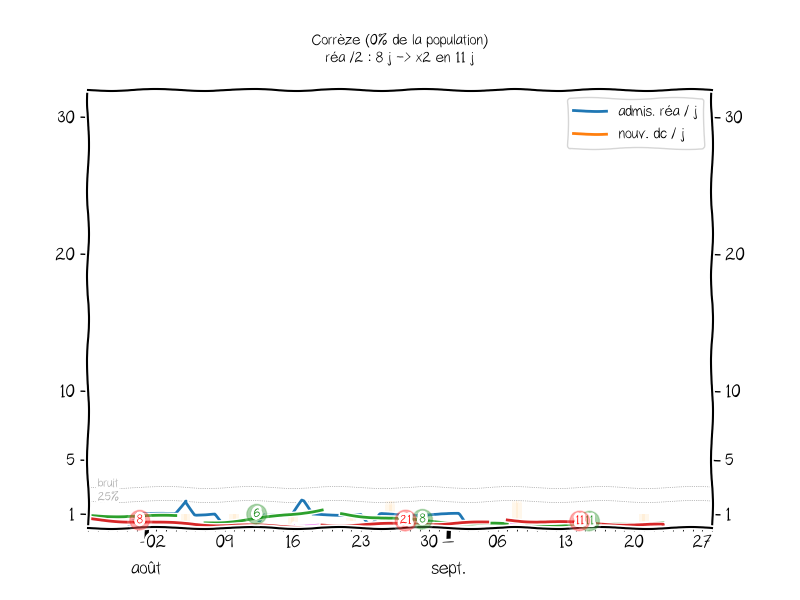 Corrèze (0% de la population)
réa /2 : 8 j -> x2 en 11 j
admis. réa / j
nouv. dc / j
30 30
20 20
10 10
5 5
bruit
25%
1 1
8 6 21 8 11
02 09 16 23 30 06 13 20 27
août sept.